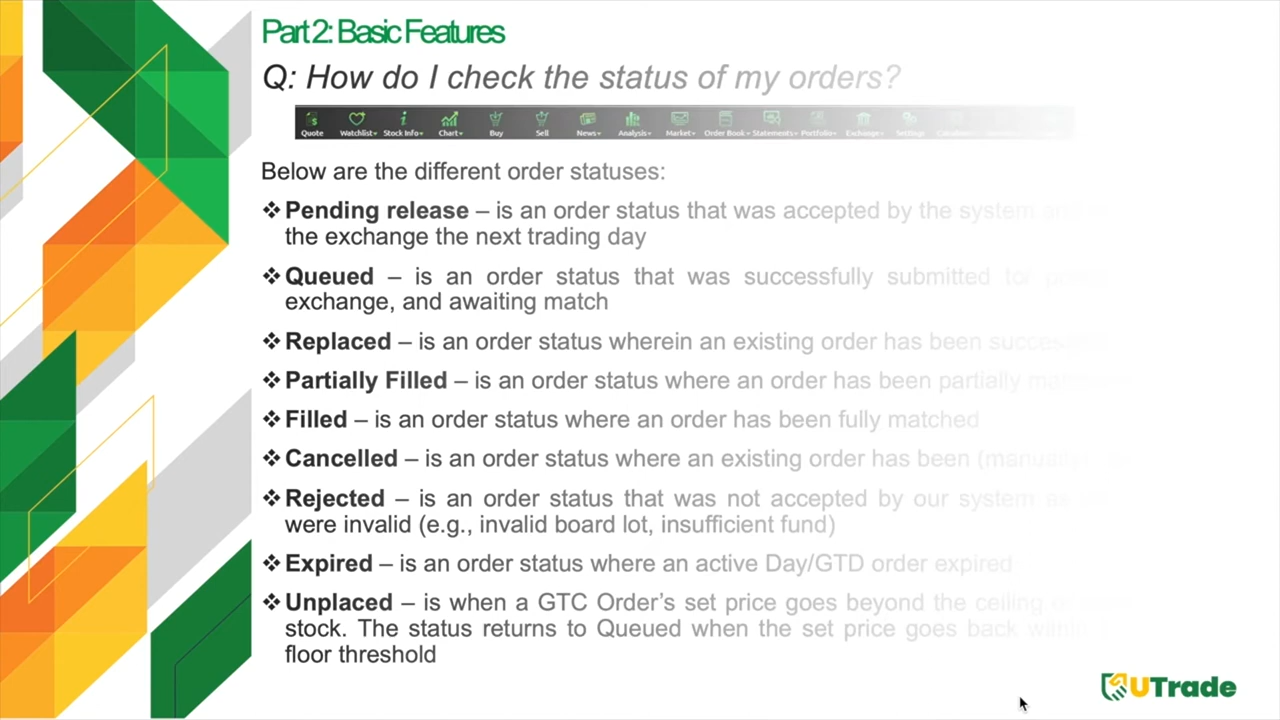 Part 2: Basic Features
Q: How do I check the status of my orders?
Quote Watchlist Stock Info Chart Buy Sell News Analysis Market Order Book Statements Portfolio Exchange Settings
Below are the different order statuses:
❖ Pending release – is an order status that was accepted by the system
the exchange the next trading day
❖ Queued – is an order status that was successfully submitted to
exchange, and awaiting match
❖ Replaced – is an order status wherein an existing order has been
❖ Partially Filled – is an order status where an order has been partially
❖ Filled – is an order status where an order has been fully matched
❖ Cancelled – is an order status where an existing order has been
❖ Rejected – is an order status that was not accepted by our system as
were invalid (e.g., invalid board lot, insufficient fund)
❖ Expired – is an order status where an active Day/GTD order expired
❖ Unplaced – is when a GTC Order's set price goes beyond the ceiling
stock. The status returns to Queued when the set price goes back within
floor threshold
UTrade